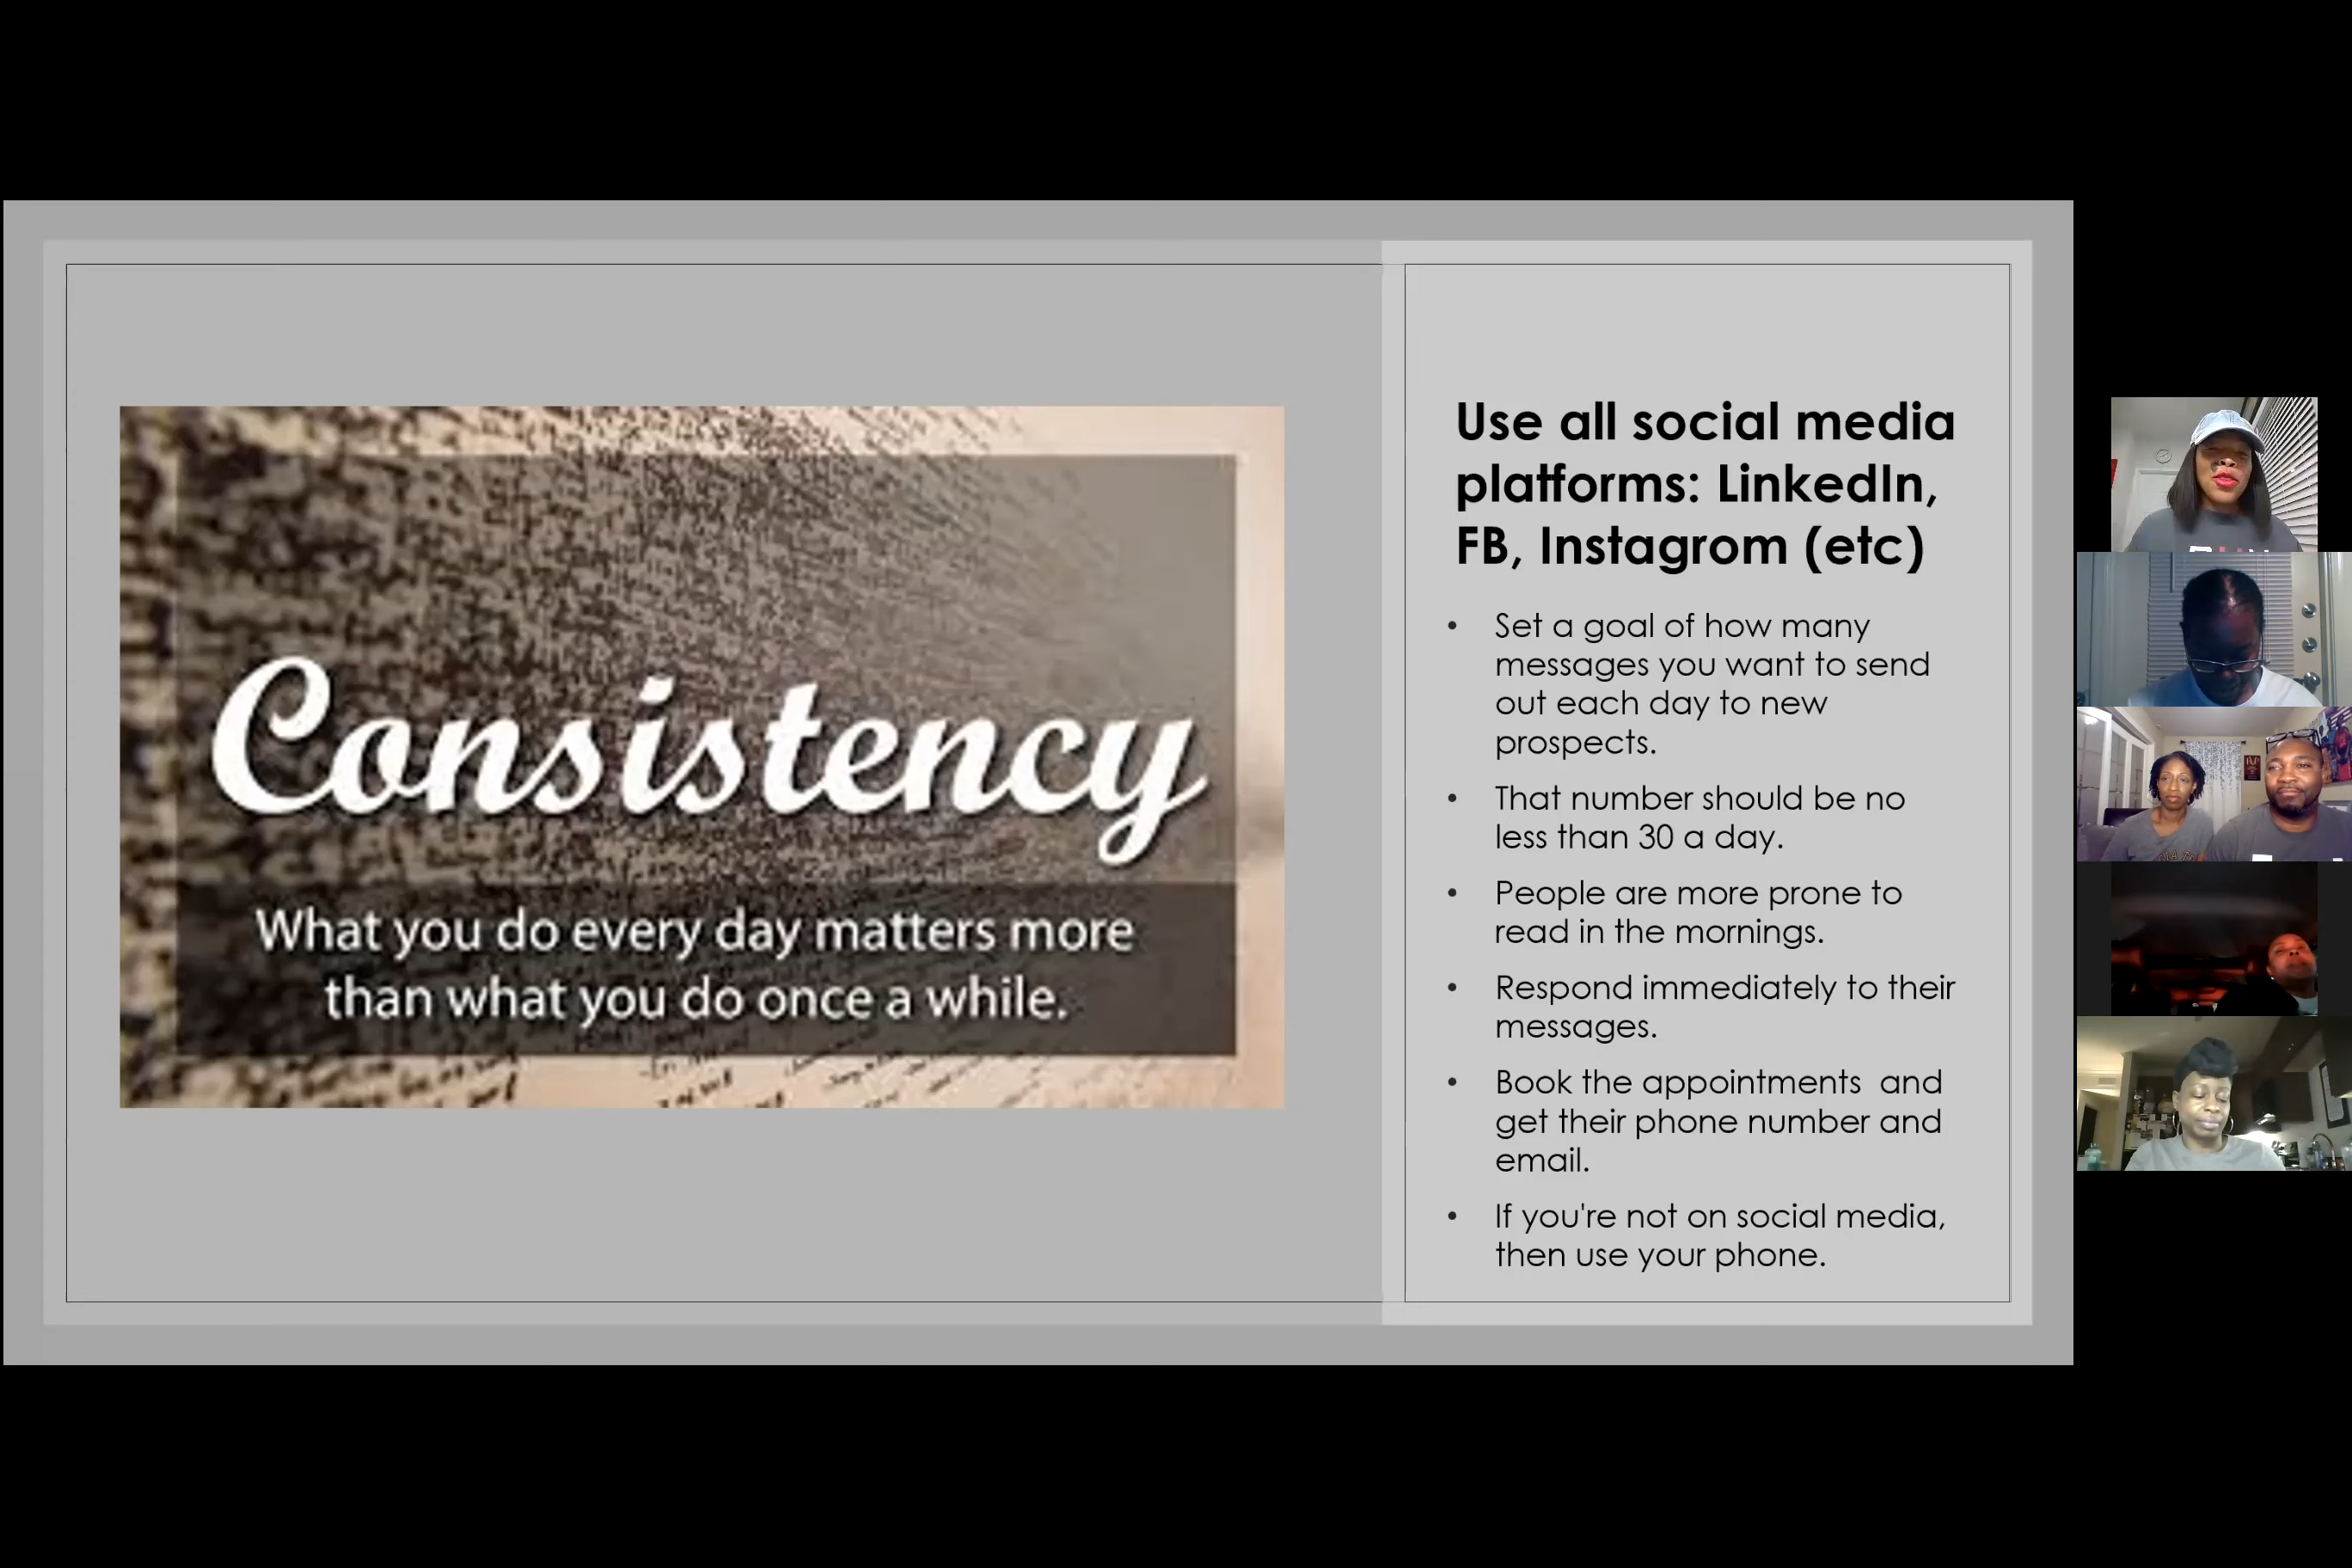 Consistency
What you do every day matters more
than what you do once a while.
Use all social media
platforms: LinkedIn,
FB, Instagrom (etc)
• Set a goal of how many
messages you want to send
out each day to new
prospects.
• That number should be no
less than 30 a day.
• People are more prone to
read in the mornings.
• Respond immediately to their
messages.
• Book the appointments  and
get their phone number and
email.
• If you're not on social media,
then use your phone.